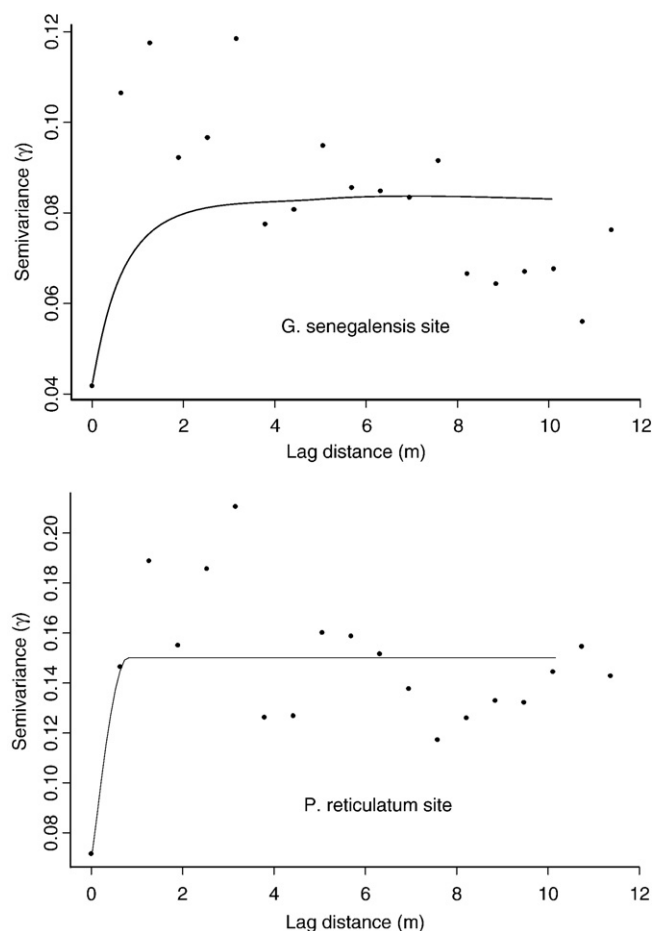 0.12
0.10
0.08
0.06
0.04
Semivariance (γ)
G. senegalensis site
0 2 4 6 8 10 12
Lag distance (m)
0.20
0.18
0.16
0.14
0.12
0.10
0.08
Semivariance (γ)
P. reticulatum site
0 2 4 6 8 10 12
Lag distance (m)